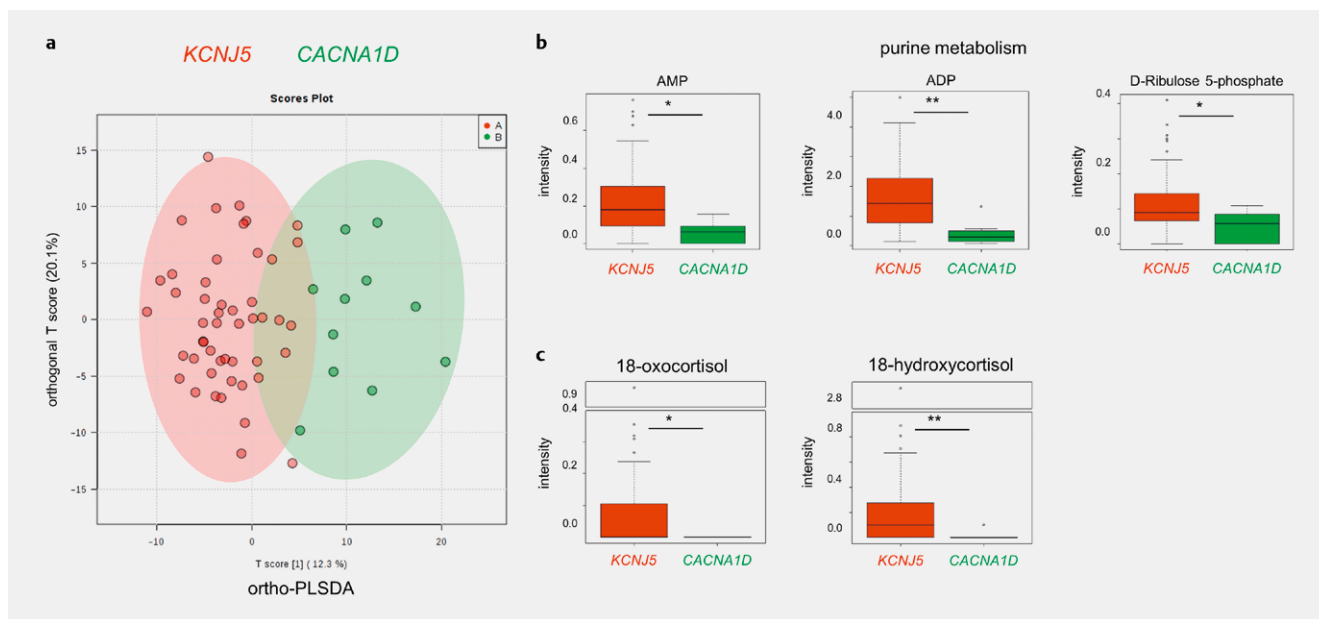 a
KCNJ5 CACNA1D
Scores Plot
A
B
15
10
5
0
−5
−10
−15
orthogonal T score (20.1%)
−10 0 10 20
T score [1] ( 12.3 %)
ortho-PLSDA
b
purine metabolism
AMP
*
0.6
0.4
0.2
0.0
intensity
KCNJ5 CACNA1D
ADP
**
4.0
2.0
0.0
intensity
KCNJ5 CACNA1D
D-Ribulose 5-phosphate
*
0.4
0.2
0.0
intensity
KCNJ5 CACNA1D
c
18-oxocortisol
0.9
0.4
*
0.2
0.0
intensity
KCNJ5 CACNA1D
18-hydroxycortisol
2.8
0.8
**
0.4
0.0
intensity
KCNJ5 CACNA1D